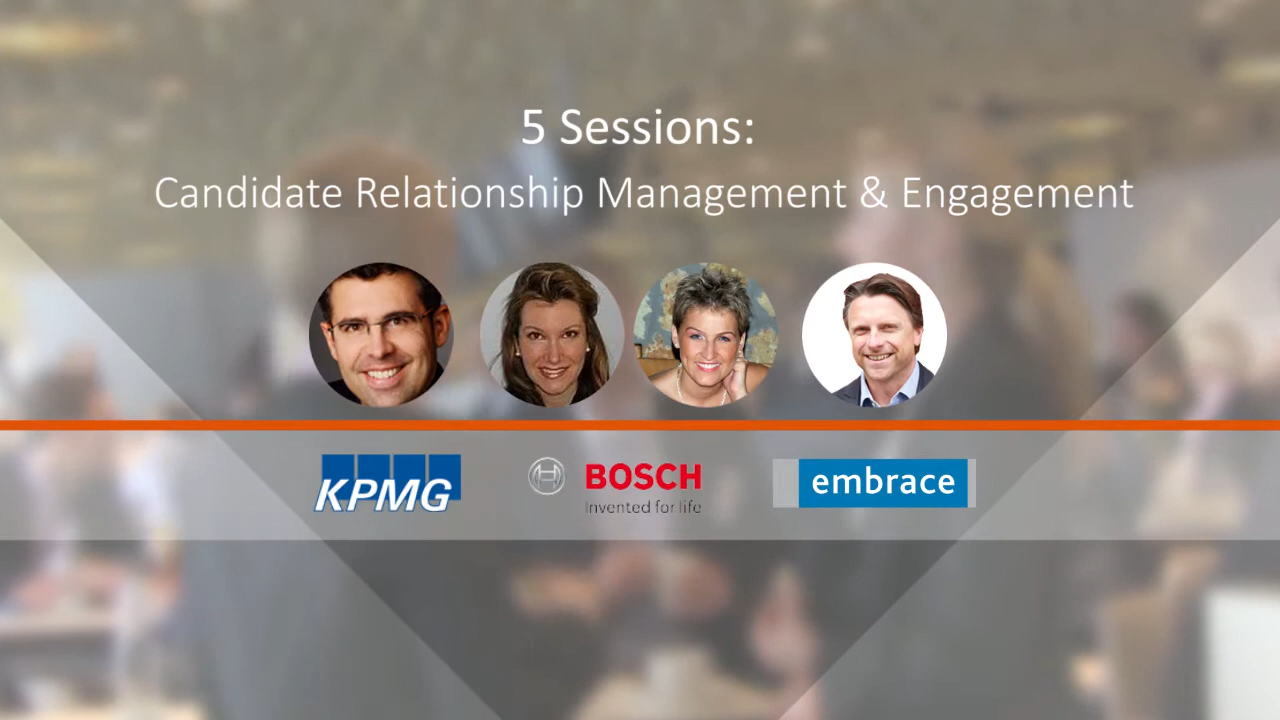 5 Sessions:
Candidate Relationship Management & Engagement
KPMG
BOSCH
Invented for life
embrace